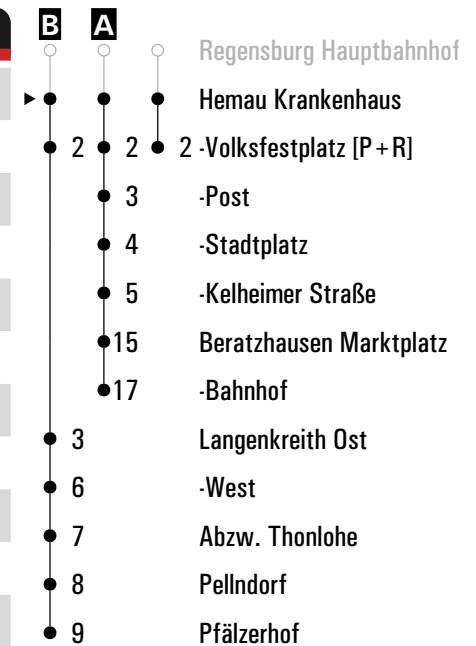 B A
Regensburg Hauptbahnhof
Hemau Krankenhaus
2 2 2 -Volksfestplatz [P+R]
3 -Post
4 -Stadtplatz
5 -Kelheimer Straße
15 Beratzhausen Marktplatz
17 -Bahnhof
3 Langenkreith Ost
6 -West
7 Abzw. Thonlohe
8 Pellndorf
9 Pfälzerhof